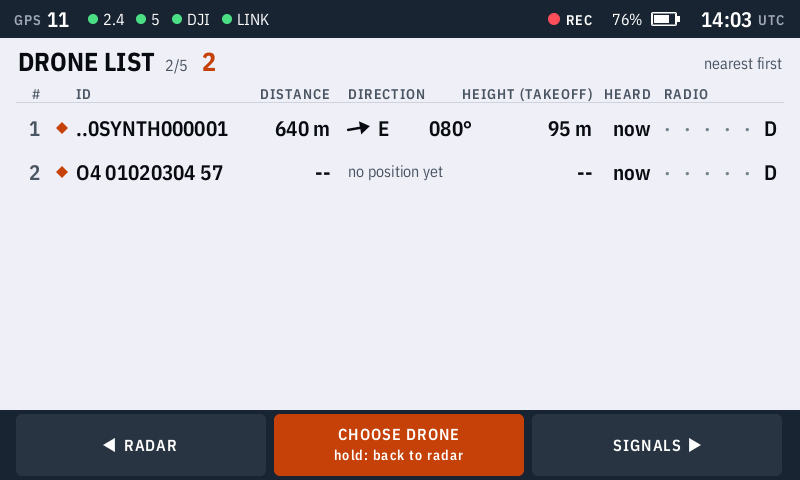 GPS 11 2.4 5 DJI LINK REC 76% 14:03 UTC
DRONE LIST 2/5 2 nearest first
# ID DISTANCE DIRECTION HEIGHT (TAKEOFF) HEARD RADIO
1 ..0SYNTH000001 640 m E 080° 95 m now · · · · · D
2 O4 01020304 57 -- no position yet -- now · · · · · D
RADAR
CHOOSE DRONE
hold: back to radar
SIGNALS